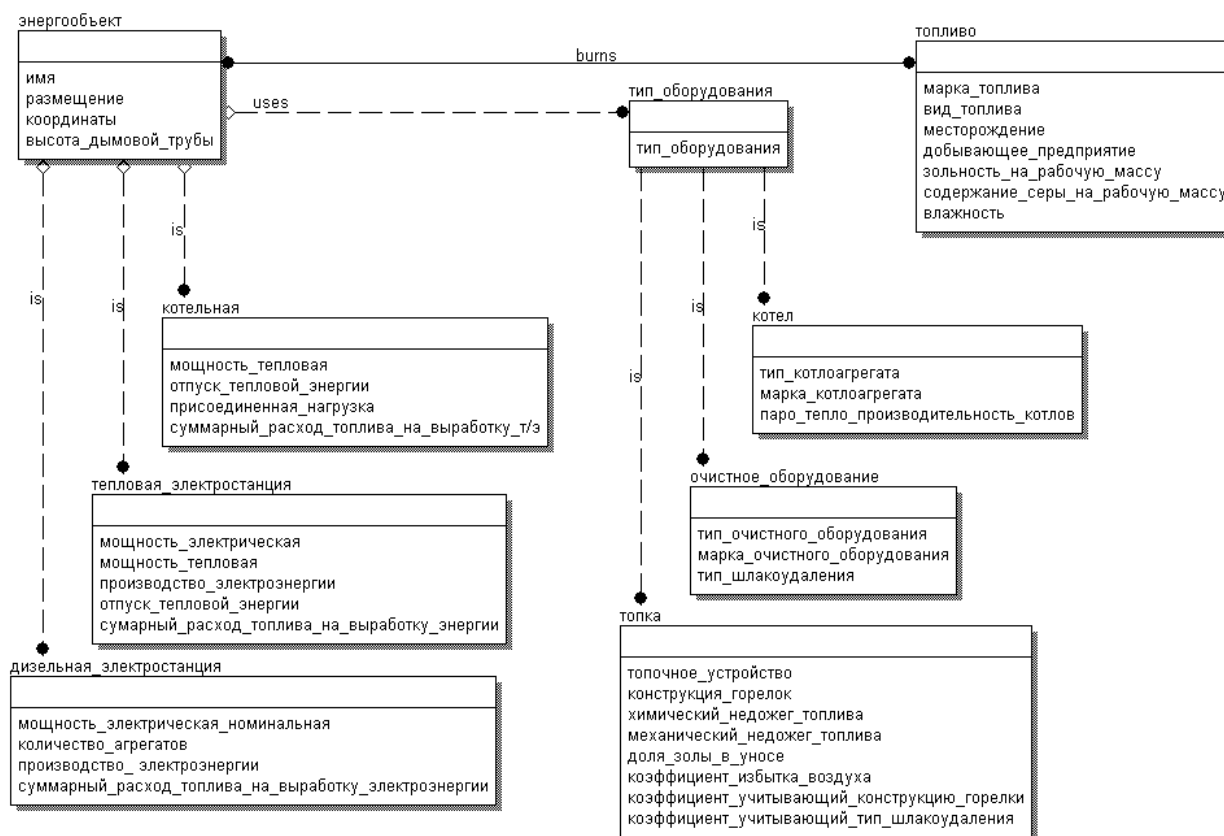 энергообъект
имя
размещение
координаты
высота_дымовой_трубы
burns
uses
топливо
марка_топлива
вид_топлива
месторождение
добывающее_предприятие
зольность_на_рабочую_массу
содержание_серы_на_рабочую_массу
влажность
тип_оборудования
тип_оборудования
is
is
is
котельная
мощность_тепловая
отпуск_тепловой_энергии
присоединенная_нагрузка
суммарный_расход_топлива_на_выработку_т/э
is
is
is
котел
тип_котлоагрегата
марка_котлоагрегата
паро_тепло_производительность_котлов
тепловая_электростанция
мощность_электрическая
мощность_тепловая
производство_электроэнергии
отпуск_тепловой_энергии
сумарный_расход_топлива_на_выработку_энергии
очистное_оборудование
тип_очистного_оборудования
марка_очистного_оборудования
тип_шлакоудаления
дизельная_электростанция
мощность_электрическая_номинальная
количество_агрегатов
производство_ электроэнергии
суммарный_расход_топлива_на_выработку_электроэнергии
топка
топочное_устройство
конструкция_горелок
химический_недожег_топлива
механический_недожег_топлива
доля_золы_в_уносе
коэффициент_избытка_воздуха
коэффициент_учитывающий_конструкцию_горелки
коэффициент_учитывающий_тип_шлакоудаления